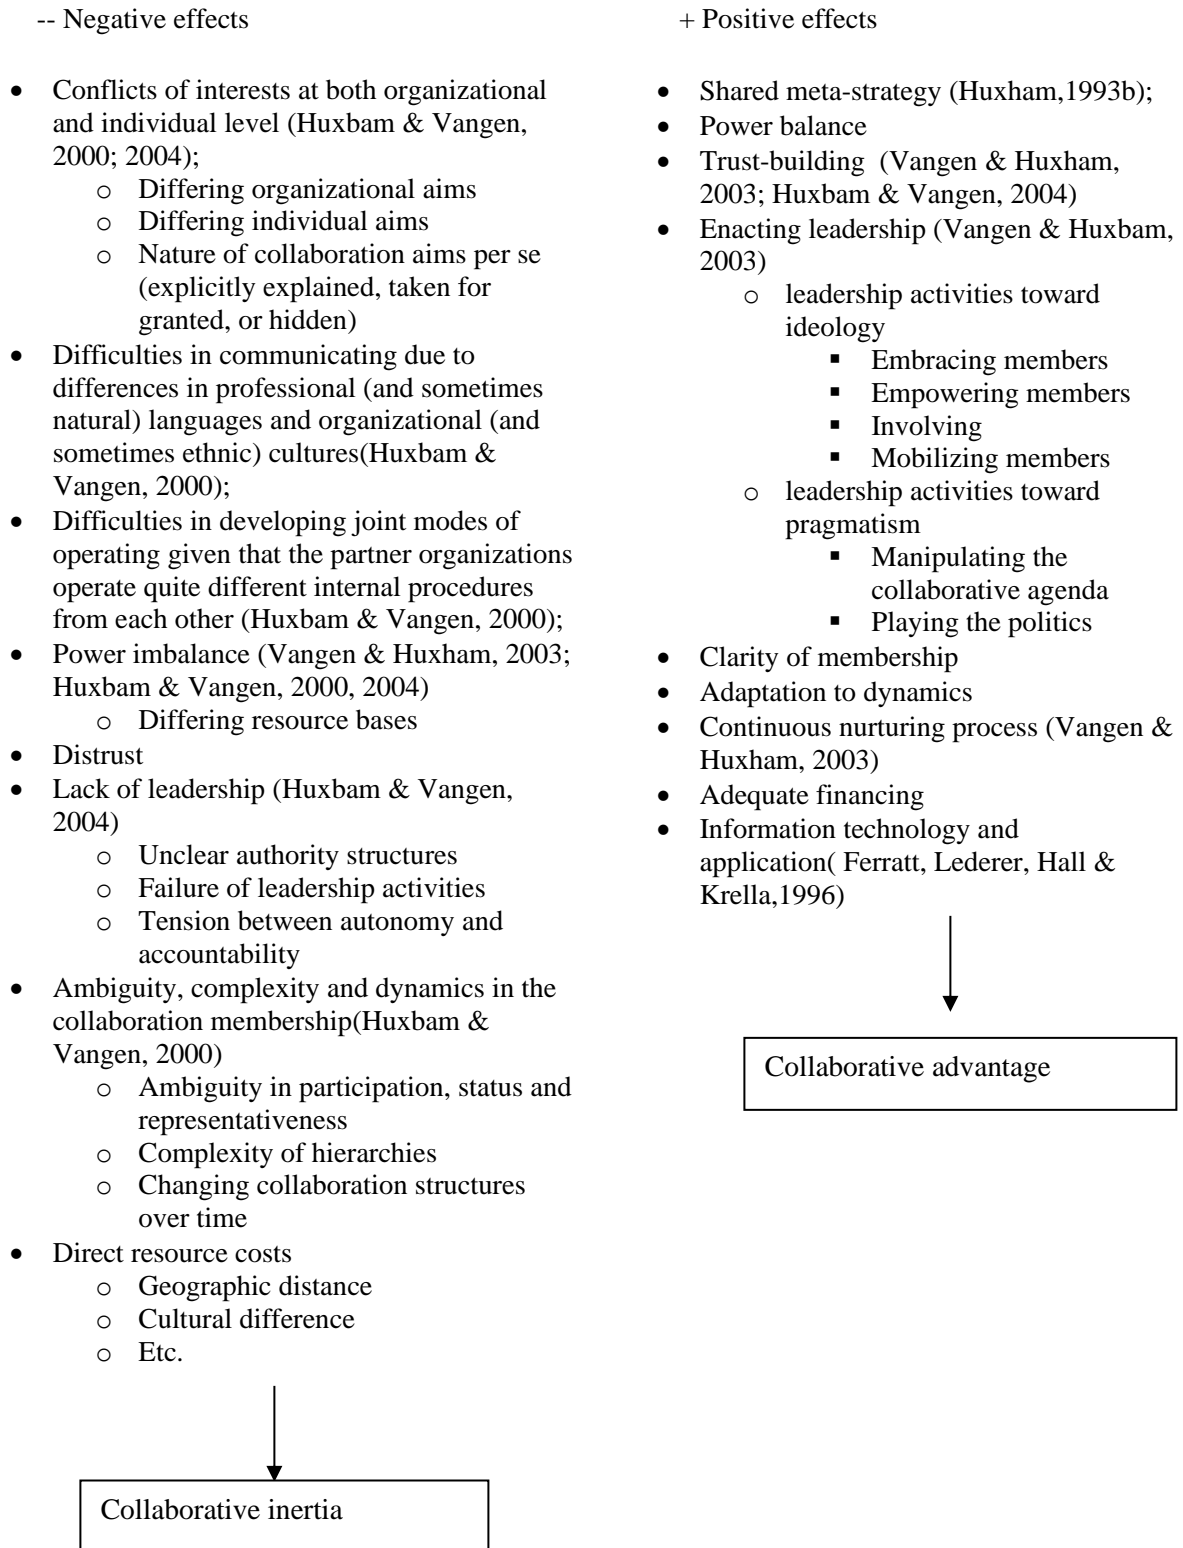 -- Negative effects
• Conflicts of interests at both organizational
and individual level (Huxbam & Vangen,
2000; 2004);
o Differing organizational aims
o Differing individual aims
o Nature of collaboration aims per se
(explicitly explained, taken for
granted, or hidden)
• Difficulties in communicating due to
differences in professional (and sometimes
natural) languages and organizational (and
sometimes ethnic) cultures(Huxbam &
Vangen, 2000);
• Difficulties in developing joint modes of
operating given that the partner organizations
operate quite different internal procedures
from each other (Huxbam & Vangen, 2000);
• Power imbalance (Vangen & Huxham, 2003;
Huxbam & Vangen, 2000, 2004)
o Differing resource bases
• Distrust
• Lack of leadership (Huxbam & Vangen,
2004)
o Unclear authority structures
o Failure of leadership activities
o Tension between autonomy and
accountability
• Ambiguity, complexity and dynamics in the
collaboration membership(Huxbam &
Vangen, 2000)
o Ambiguity in participation, status and
representativeness
o Complexity of hierarchies
o Changing collaboration structures
over time
• Direct resource costs
o Geographic distance
o Cultural difference
o Etc.
Collaborative inertia
+ Positive effects
• Shared meta-strategy (Huxham,1993b);
• Power balance
• Trust-building (Vangen & Huxham,
2003; Huxbam & Vangen, 2004)
• Enacting leadership (Vangen & Huxbam,
2003)
o leadership activities toward
ideology
▪ Embracing members
▪ Empowering members
▪ Involving
▪ Mobilizing members
o leadership activities toward
pragmatism
▪ Manipulating the
collaborative agenda
▪ Playing the politics
• Clarity of membership
• Adaptation to dynamics
• Continuous nurturing process (Vangen &
Huxham, 2003)
• Adequate financing
• Information technology and
application( Ferratt, Lederer, Hall &
Krella,1996)
Collaborative advantage